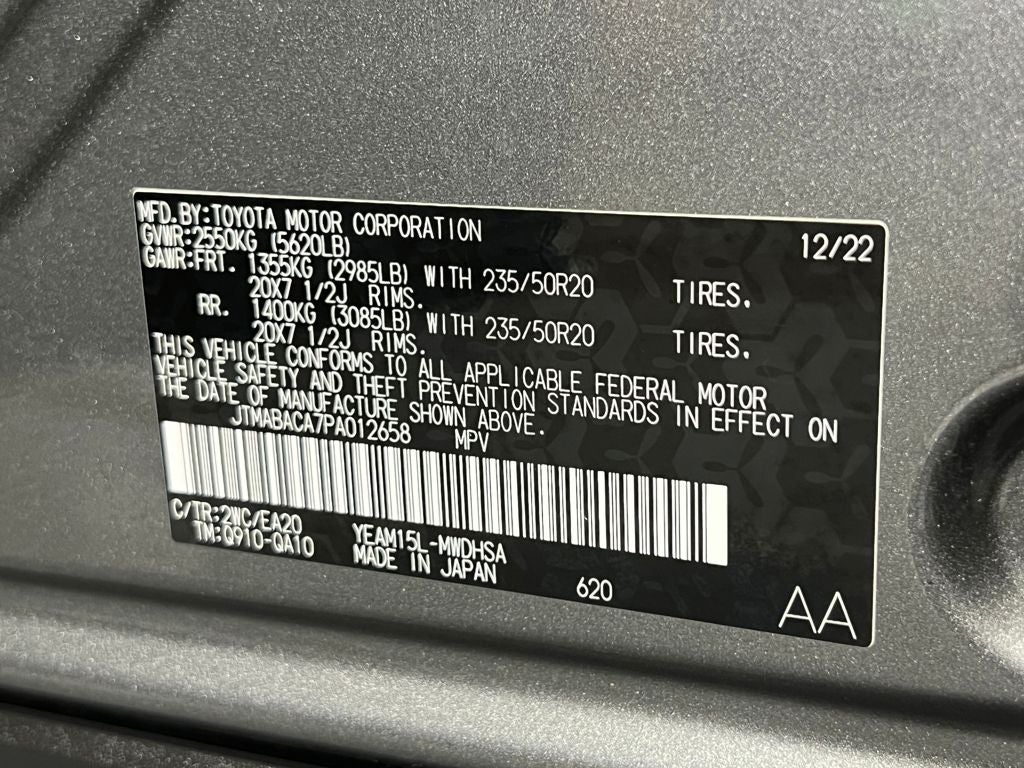 MFD.BY:TOYOTA MOTOR CORPORATION 12/22
GVWR:2550KG (5620LB)
GAWR:FRT. 1355KG (2985LB) WITH 235/50R20 TIRES.
20X7 1/2J RIMS.
RR. 1400KG (3085LB) WITH 235/50R20 TIRES.
20X7 1/2J RIMS.
THIS VEHICLE CONFORMS TO ALL APPLICABLE FEDERAL MOTOR
VEHICLE SAFETY AND THEFT PREVENTION STANDARDS IN EFFECT ON
THE DATE OF MANUFACTURE SHOWN ABOVE.
JTMABACA7PA012658 MPV
C/TR:2WC/EA20 YEAM15L-MWDHSA
TM:Q910-QA10 MADE IN JAPAN
620
AA